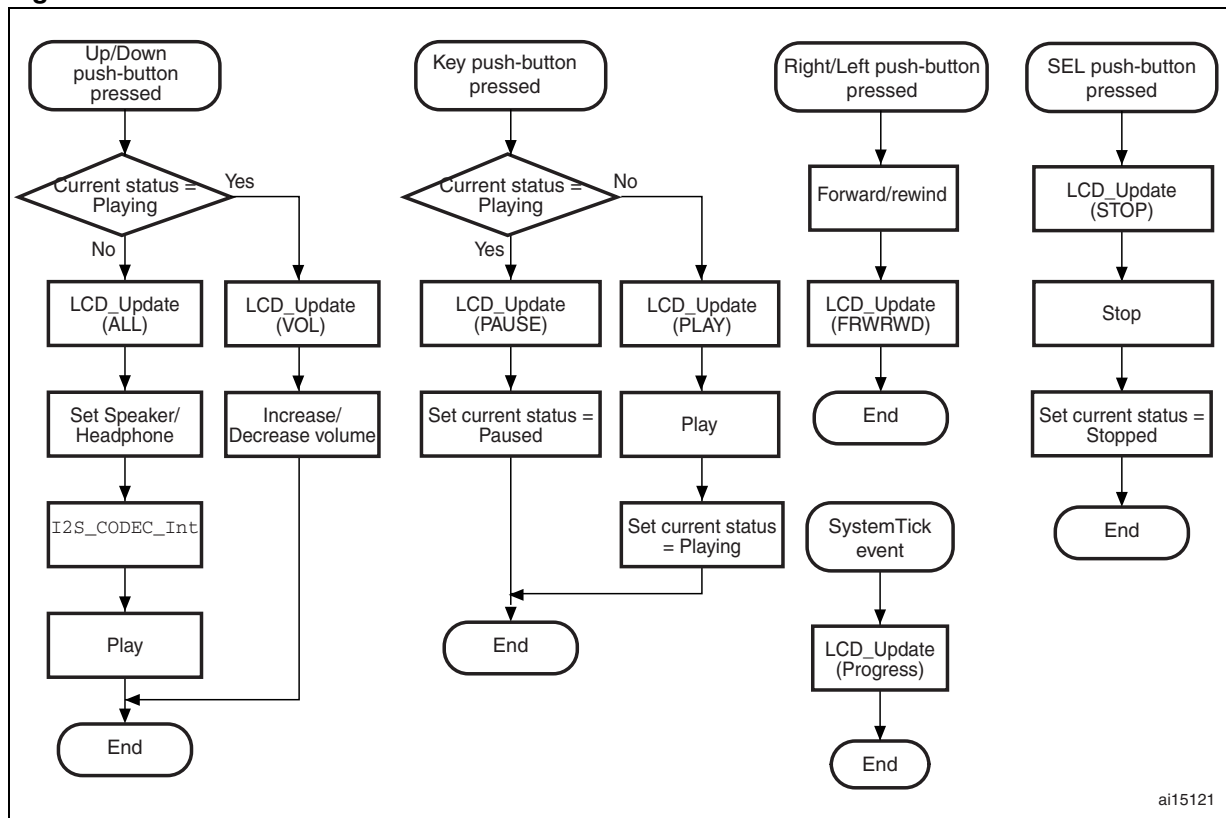 Up/Down
push-button
pressed
Current status =
Playing
Yes
No
LCD_Update
(ALL)
LCD_Update
(VOL)
Set Speaker/
Headphone
Increase/
Decrease volume
I2S_CODEC_Int
Play
End
Key push-button
pressed
Current status =
Playing
No
Yes
LCD_Update
(PAUSE)
LCD_Update
(PLAY)
Set current status =
Paused
Play
Set current status
= Playing
End
Right/Left push-button
pressed
Forward/rewind
LCD_Update
(FRWRWD)
End
SystemTick
event
LCD_Update
(Progress)
End
SEL push-button
pressed
LCD_Update
(STOP)
Stop
Set current status =
Stopped
End
ai15121